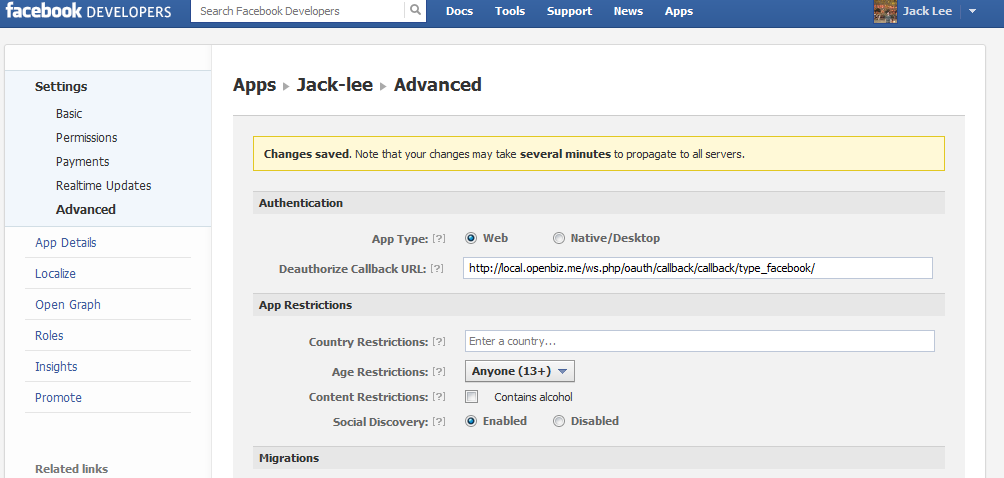 facebook DEVELOPERS Search Facebook Developers Docs Tools Support News Apps Jack Lee
Settings
Basic
Permissions
Payments
Realtime Updates
Advanced
App Details
Localize
Open Graph
Roles
Insights
Promote
Related links
Apps Jack-lee Advanced
Changes saved. Note that your changes may take several minutes to propagate to all servers.
Authentication
App Type: [?] Web Native/Desktop
Deauthorize Callback URL: [?] http://local.openbiz.me/ws.php/oauth/callback/callback/type_facebook/
App Restrictions
Country Restrictions: [?] Enter a country...
Age Restrictions: [?] Anyone (13+)
Content Restrictions: [?] Contains alcohol
Social Discovery: [?] Enabled Disabled
Migrations